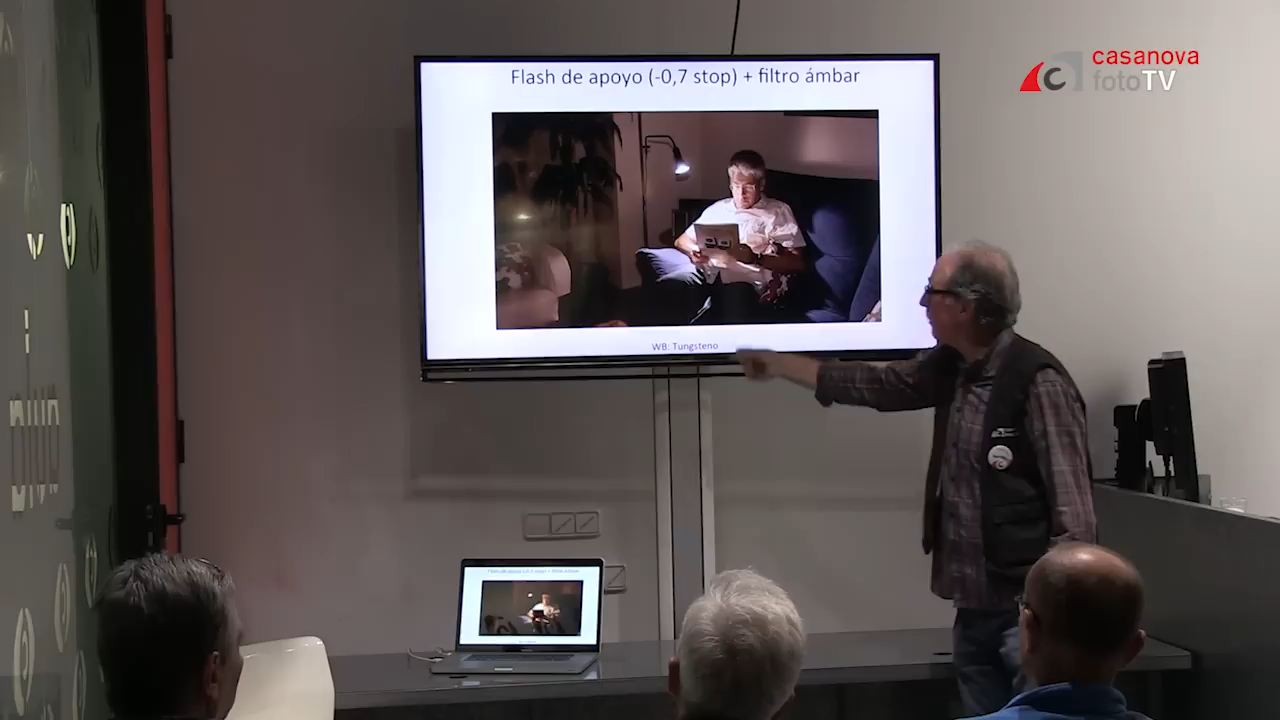 Flash de apoyo (-0,7 stop) + filtro ámbar
casanova
fotoTV
WB: Tungsteno